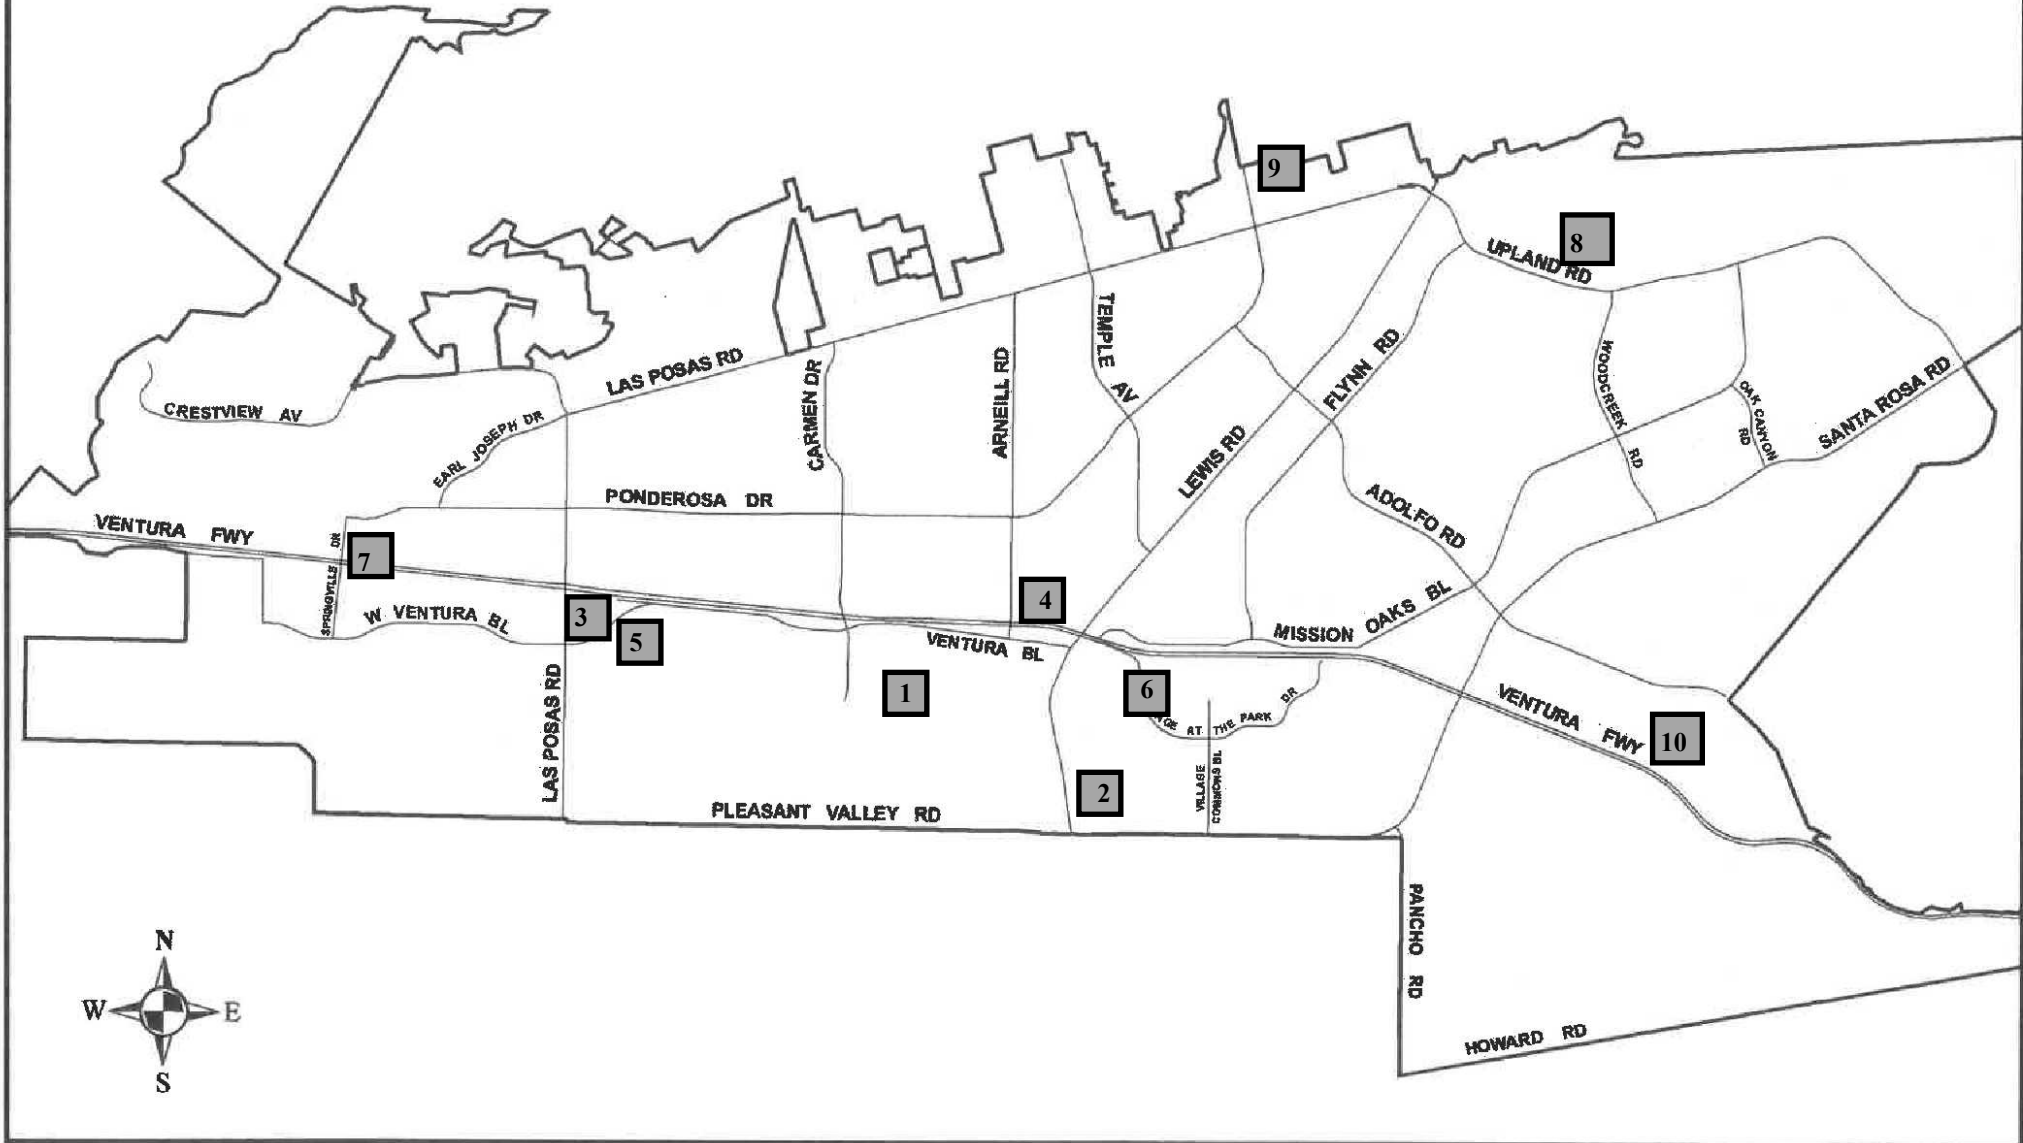 9
8
UPLAND RD
TEMPLE AV
LAS POSAS RD
CARMEN DR
ARNEILL RD
FLYNN RD
WOODCREEK RD
OAK CANYON RD
SANTA ROSA RD
CRESTVIEW AV
EARL JOSEPH DR
LEWIS RD
PONDEROSA DR
ADOLFO RD
VENTURA FWY
7
SPRINGVILLE DR
W VENTURA BL
3
5
4
VENTURA BL
MISSION OAKS BL
1
6
AT THE PARK DR
VENTURA FWY
10
LAS POSAS RD
2
VILLAGE
COMMONS BL
PLEASANT VALLEY RD
PANCHO RD
HOWARD RD
N
W E
S